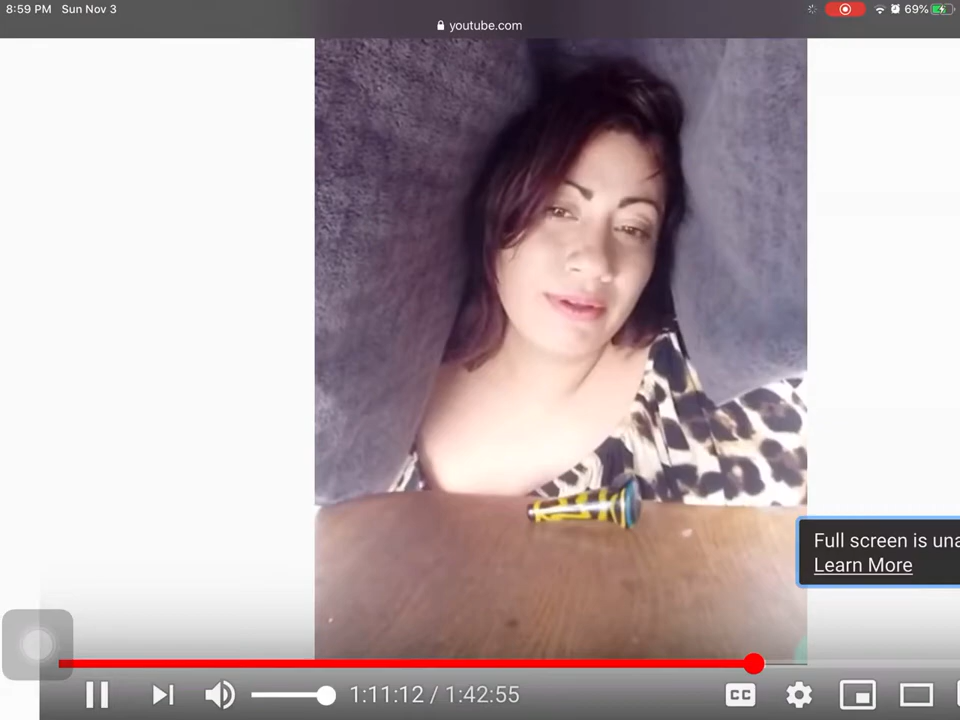 8:59 PM Sun Nov 3
69%
youtube.com
Full screen is una
Learn More
1:11:12 / 1:42:55
CC